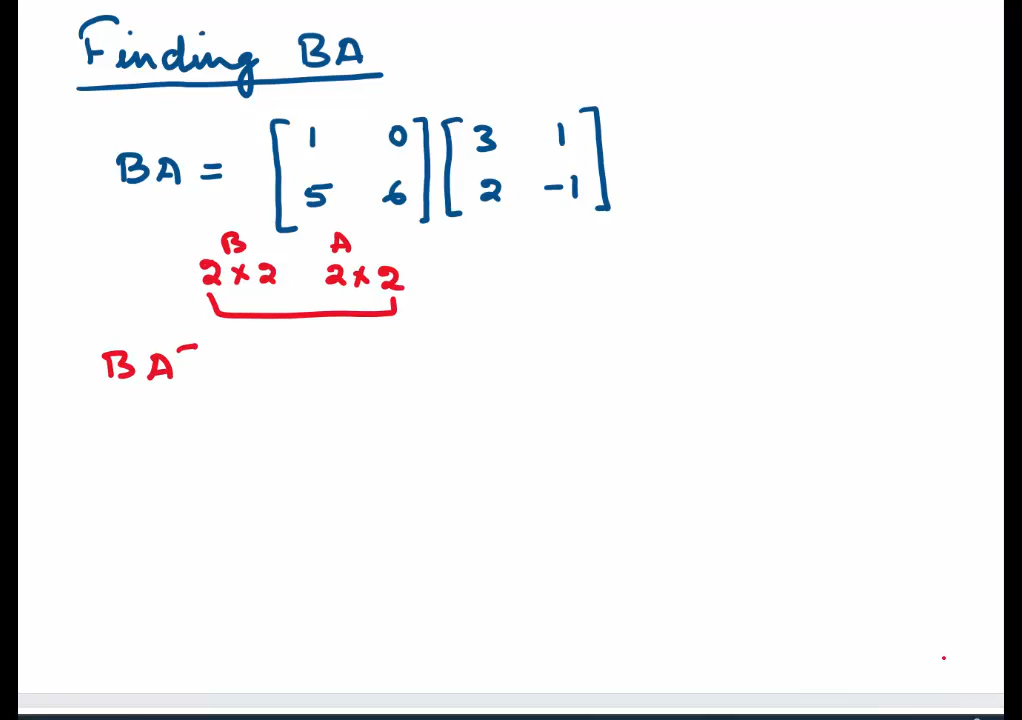 Finding BA
BA = [ 1 0 ] [ 3 1 ]
[ 5 6 ] [ 2 -1 ]
B A
2×2 2×2
BA